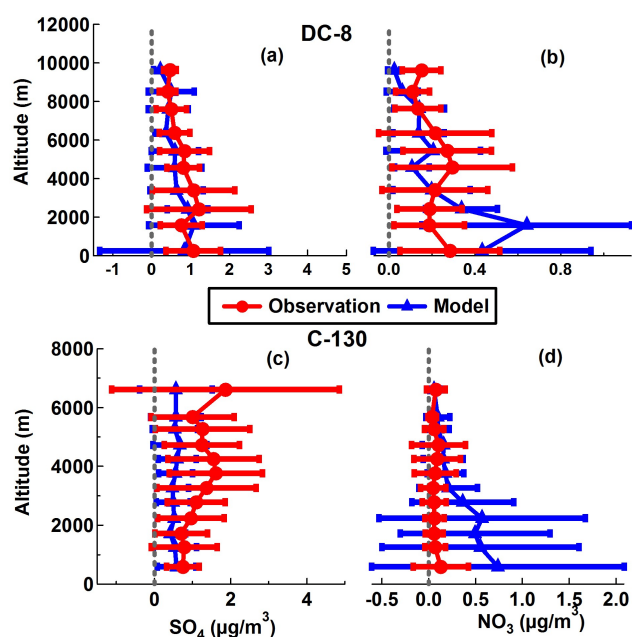 DC-8
12000
10000
8000
6000
4000
2000
0
Altitude (m)
(a)
(b)
-1 0 1 2 3 4 5
0.0 0.4 0.8
Observation Model
C-130
8000
6000
4000
2000
0
Altitude (m)
(c)
(d)
0 2 4
-0.5 0.0 0.5 1.0 1.5 2.0
SO4 (µg/m³)
NO3 (µg/m³)